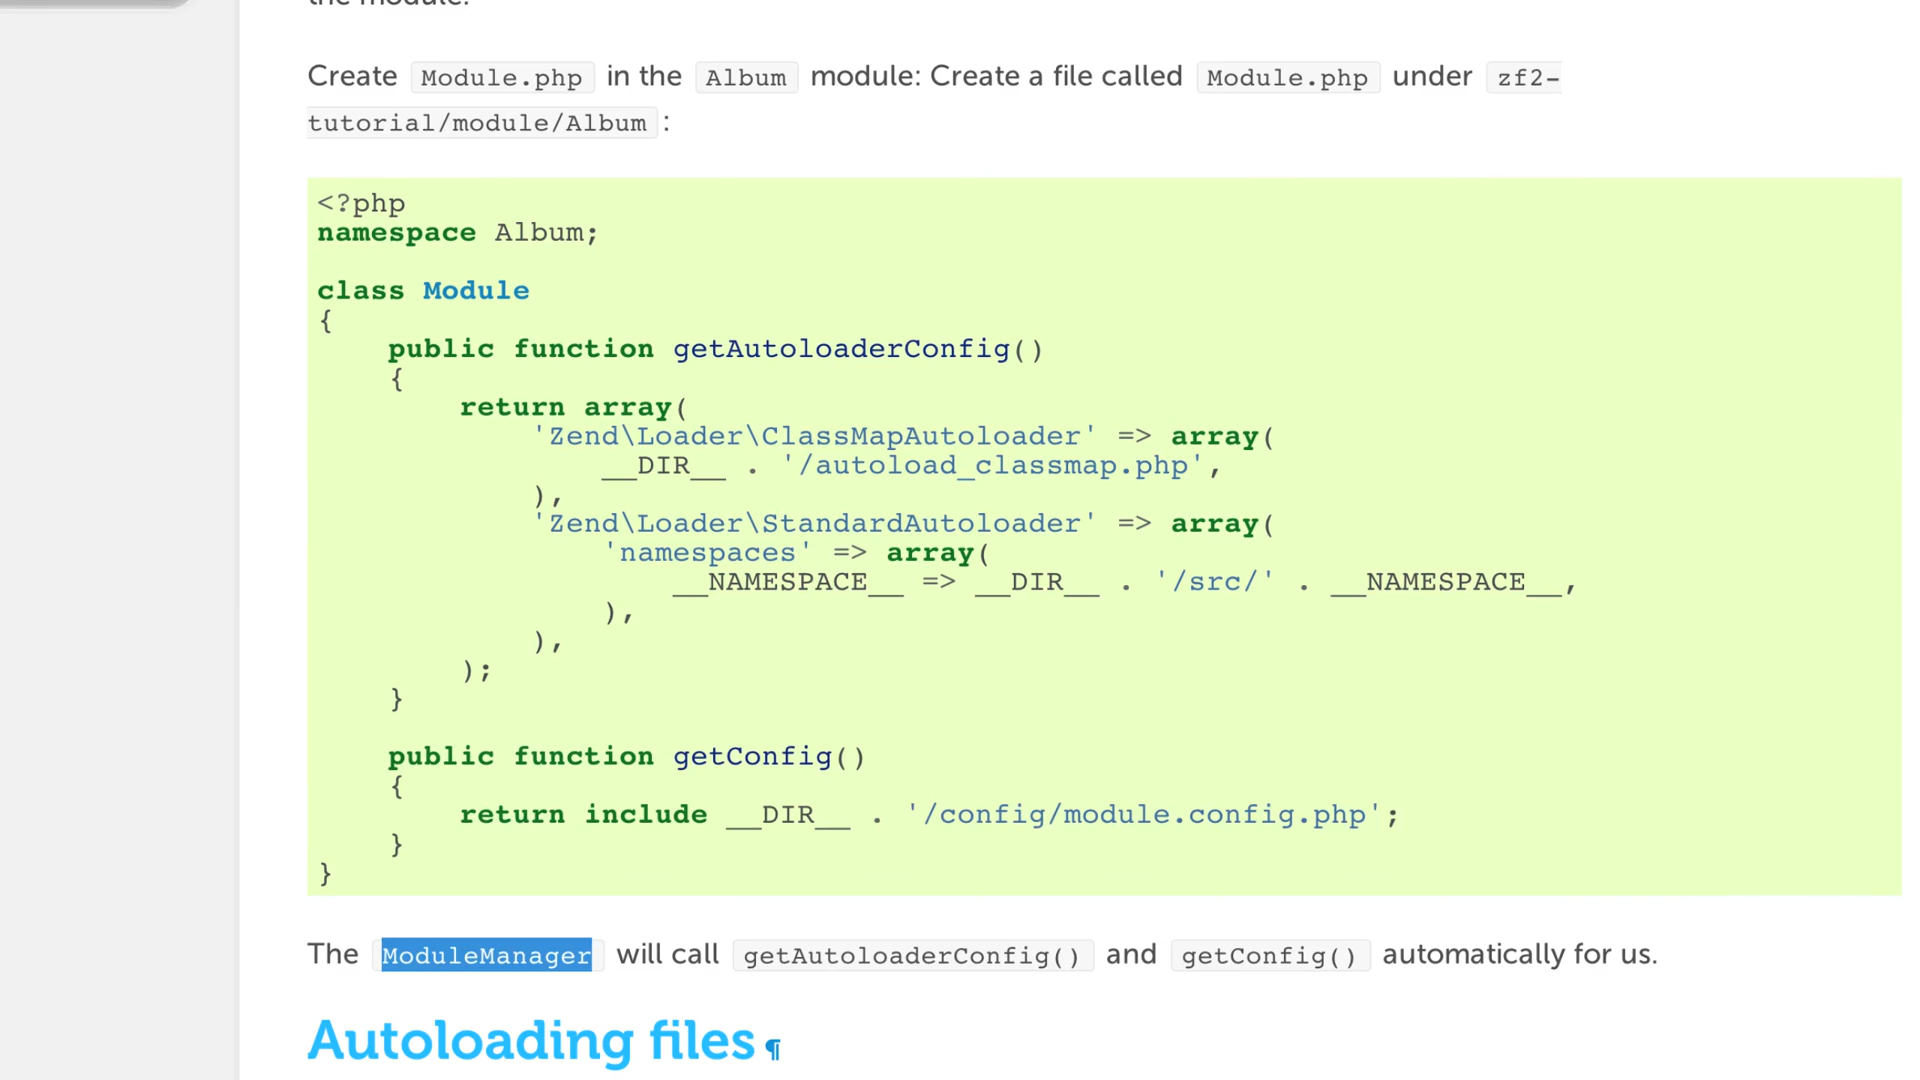 the module.
Create Module.php in the Album module: Create a file called Module.php under zf2-
tutorial/module/Album :
<?php
namespace Album;
class Module
{
    public function getAutoloaderConfig()
    {
        return array(
            'Zend\Loader\ClassMapAutoloader' => array(
                __DIR__ . '/autoload_classmap.php',
            ),
            'Zend\Loader\StandardAutoloader' => array(
                'namespaces' => array(
                    __NAMESPACE__ => __DIR__ . '/src/' . __NAMESPACE__,
                ),
            ),
        );
    }
    public function getConfig()
    {
        return include __DIR__ . '/config/module.config.php';
    }
}
The ModuleManager will call getAutoloaderConfig() and getConfig() automatically for us.
Autoloading files ¶